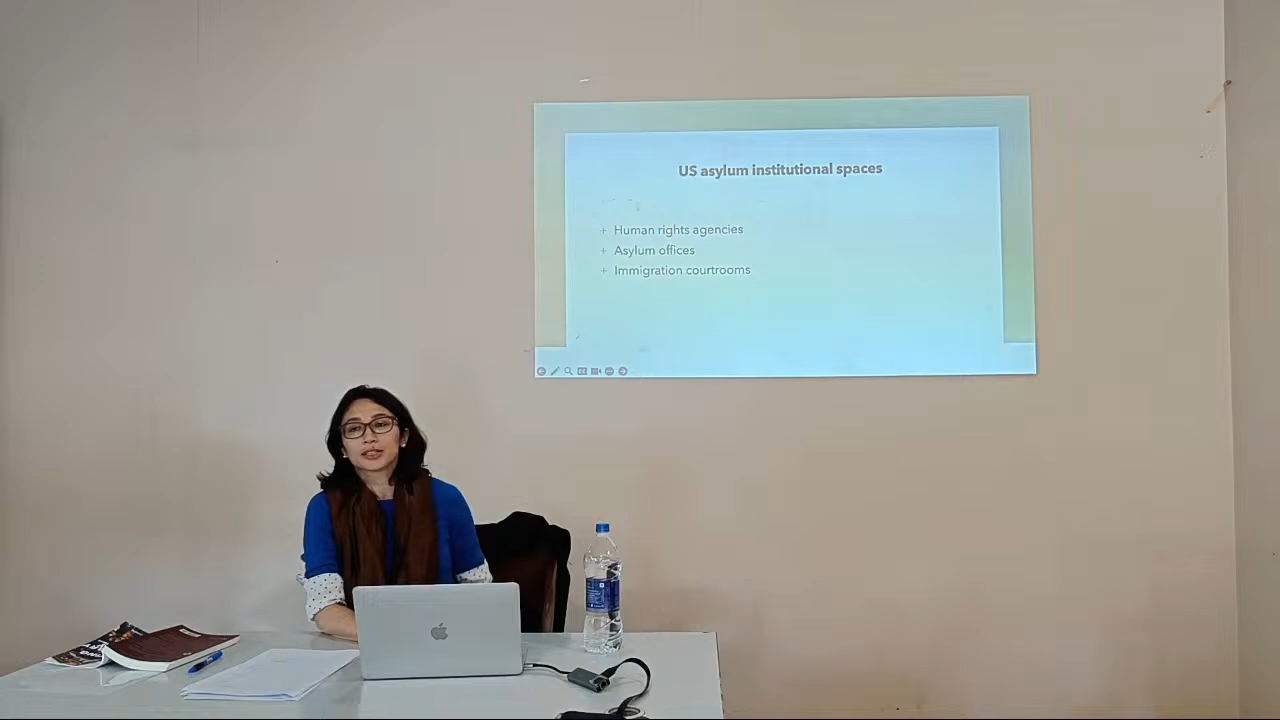 US asylum institutional spaces
+ Human rights agencies
+ Asylum offices
+ Immigration courtrooms